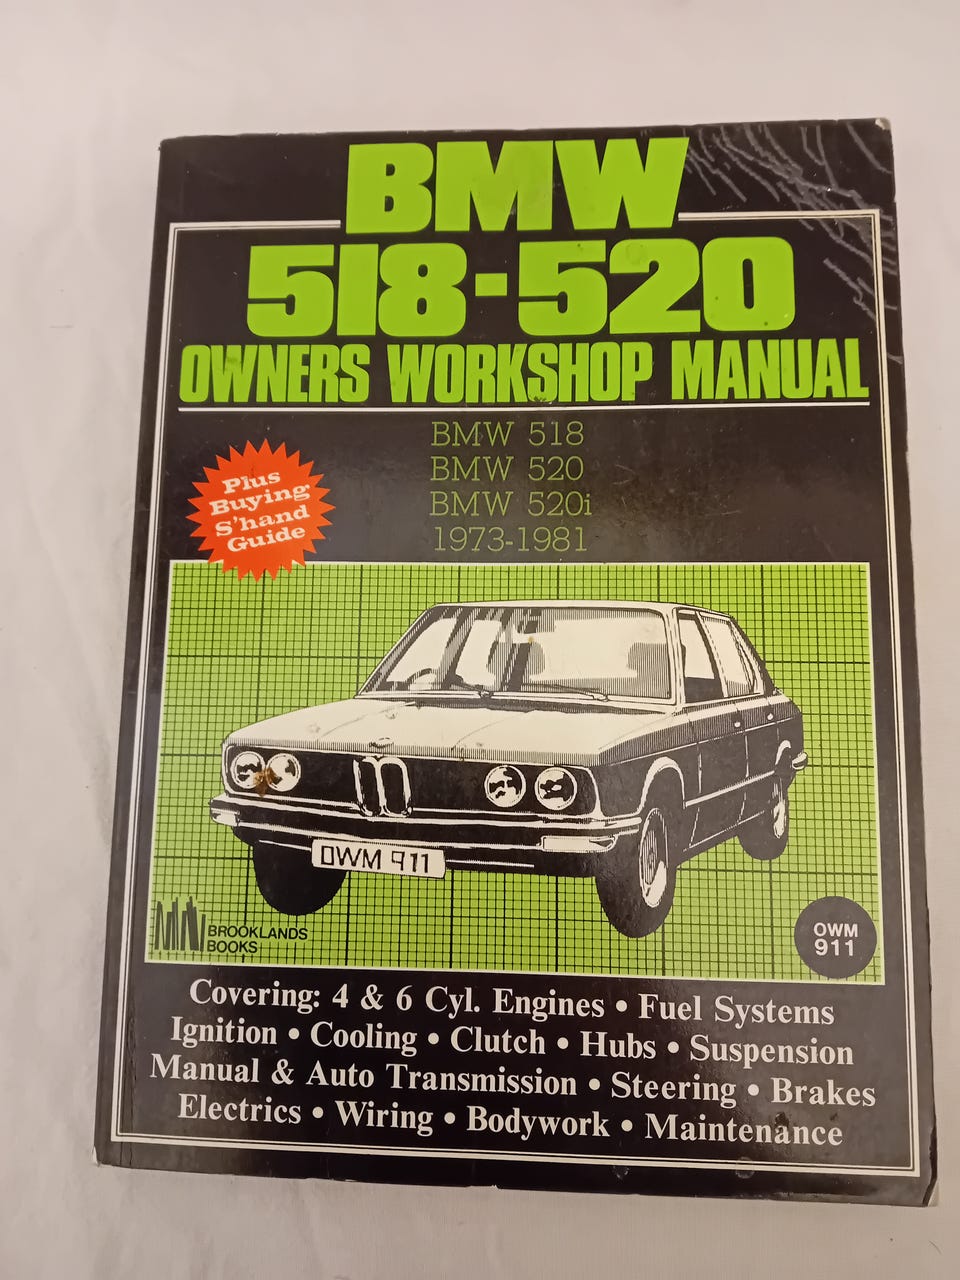 BMW
518-520
OWNERS WORKSHOP MANUAL
BMW 518
BMW 520
BMW 520i
1973-1981
Plus
Buying
S'hand
Guide
OWM 911
BROOKLANDS
BOOKS
OWM
911
Covering: 4 & 6 Cyl. Engines • Fuel Systems
Ignition • Cooling • Clutch • Hubs • Suspension
Manual & Auto Transmission • Steering • Brakes
Electrics • Wiring • Bodywork • Maintenance